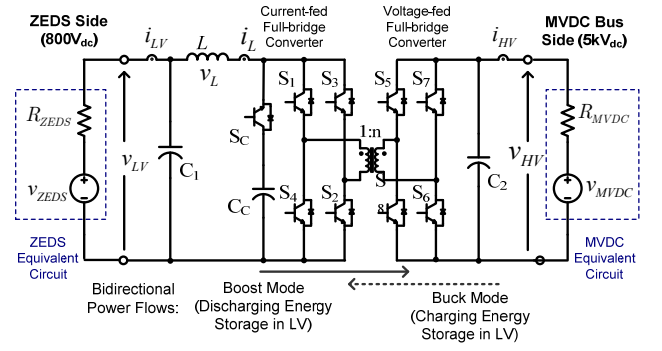 ZEDS Side
(800Vdc)
Current-fed
Full-bridge
Converter
Voltage-fed
Full-bridge
Converter
MVDC Bus
Side (5kVdc)
iLV
L
iL
iHV
vL
S1
S3
S5
S7
RZEDS
SC
1:n
RMVDC
vLV
C1
vHV
C2
vZEDS
CC
S4
S2
S
8
S6
vMVDC
ZEDS
Equivalent
Circuit
MVDC
Equivalent
Circuit
Bidirectional
Power Flows:
Boost Mode
(Discharging Energy
Storage in LV)
Buck Mode
(Charging Energy
Storage in LV)